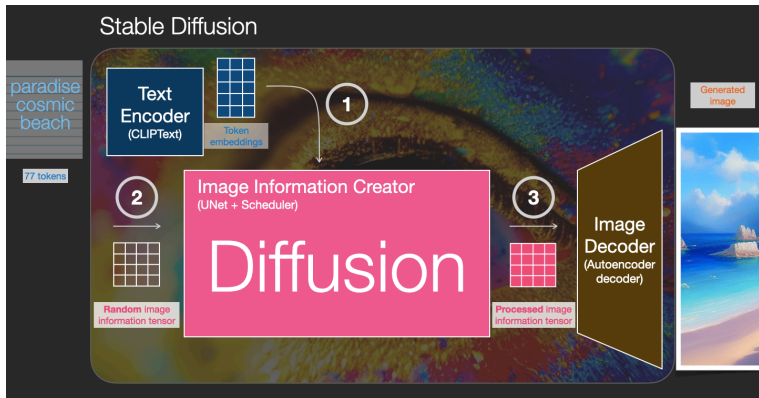 Stable Diffusion
paradise
cosmic
beach
77 tokens
Text
Encoder
(CLIPText)
Token
embeddings
1
2
Random image
information tensor
Image Information Creator
(UNet + Scheduler)
Diffusion
3
Processed image
information tensor
Image
Decoder
(Autoencoder
decoder)
Generated
image